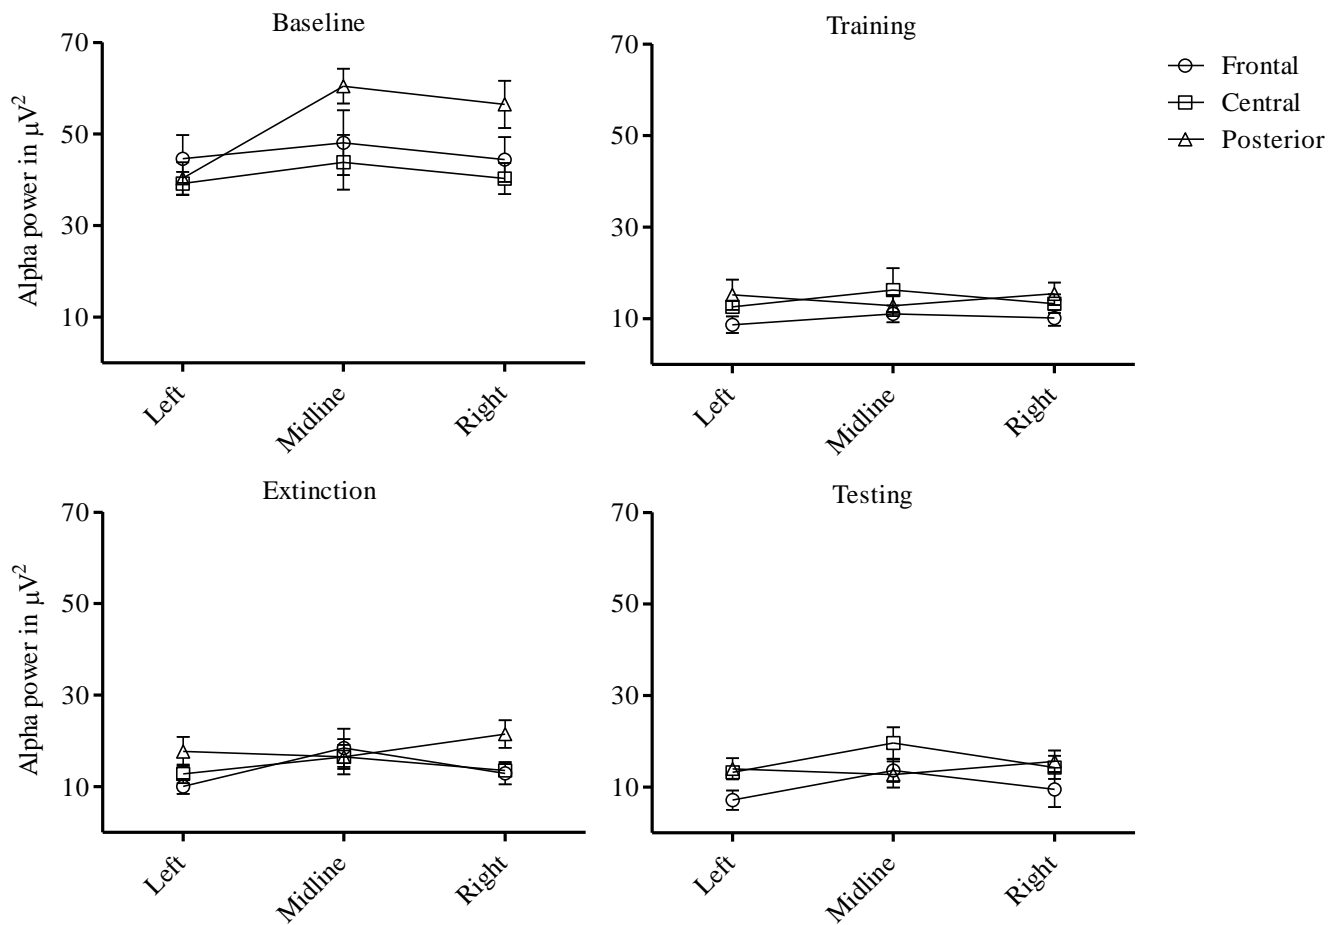 Baseline
70
50
30
10
Alpha power in μV²
Left
Midline
Right
Training
70
50
30
10
Left
Midline
Right
Frontal
Central
Posterior
Extinction
70
50
30
10
Alpha power in μV²
Left
Midline
Right
Testing
70
50
30
10
Left
Midline
Right